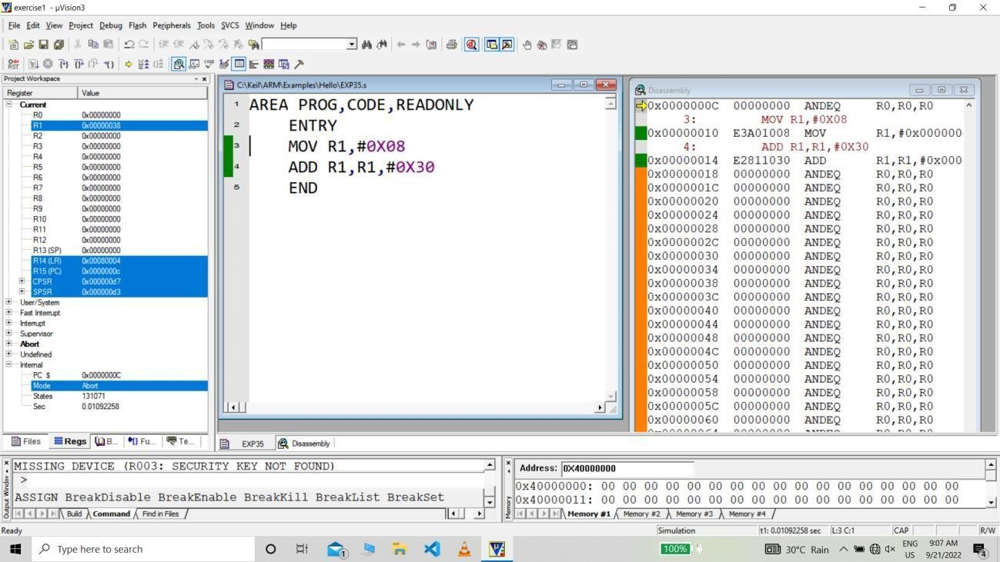 exercise1 - µVision3
File Edit View Project Debug Flash Peripherals Tools SVCS Window Help
Project Workspace
Register Value
Current
R0 0x00000000
R1 0x00000038
R2 0x00000000
R3 0x00000000
R4 0x00000000
R5 0x00000000
R6 0x00000000
R7 0x00000000
R8 0x00000000
R9 0x00000000
R10 0x00000000
R11 0x00000000
R12 0x00000000
R13 (SP) 0x00000000
R14 (LR) 0x00080004
R15 (PC) 0x0000000c
CPSR 0x000000d7
SPSR 0x000000d3
User/System
Fast Interrupt
Interrupt
Supervisor
Abort
Undefined
Internal
PC $ 0x0000000C
Mode Abort
States 131071
Sec 0.01092258
Files Regs B... Fu... Te...
C:\Keil\ARM\Examples\Hello\EXP35.s
1 AREA PROG,CODE,READONLY
2 ENTRY
3 MOV R1,#0X08
4 ADD R1,R1,#0X30
5 END
EXP35 Disassembly
Disassembly
0x0000000C 00000000 ANDEQ R0,R0,R0
3: MOV R1,#0X08
0x00000010 E3A01008 MOV R1,#0x000000
4: ADD R1,R1,#0X30
0x00000014 E2811030 ADD R1,R1,#0x000
0x00000018 00000000 ANDEQ R0,R0,R0
0x0000001C 00000000 ANDEQ R0,R0,R0
0x00000020 00000000 ANDEQ R0,R0,R0
0x00000024 00000000 ANDEQ R0,R0,R0
0x00000028 00000000 ANDEQ R0,R0,R0
0x0000002C 00000000 ANDEQ R0,R0,R0
0x00000030 00000000 ANDEQ R0,R0,R0
0x00000034 00000000 ANDEQ R0,R0,R0
0x00000038 00000000 ANDEQ R0,R0,R0
0x0000003C 00000000 ANDEQ R0,R0,R0
0x00000040 00000000 ANDEQ R0,R0,R0
0x00000044 00000000 ANDEQ R0,R0,R0
0x00000048 00000000 ANDEQ R0,R0,R0
0x0000004C 00000000 ANDEQ R0,R0,R0
0x00000050 00000000 ANDEQ R0,R0,R0
0x00000054 00000000 ANDEQ R0,R0,R0
0x00000058 00000000 ANDEQ R0,R0,R0
0x0000005C 00000000 ANDEQ R0,R0,R0
0x00000060 00000000 ANDEQ R0,R0,R0
Output Window
MISSING DEVICE (R003: SECURITY KEY NOT FOUND)
>
ASSIGN BreakDisable BreakEnable BreakKill BreakList BreakSet
Build Command Find in Files
Memory
Address: 0X40000000
0x40000000: 00 00 00 00 00 00 00 00 00 00 00 00 00 00 00 00 00
0x40000011: 00 00 00 00 00 00 00 00 00 00 00 00 00 00 00 00 00
Memory #1 Memory #2 Memory #3 Memory #4
Ready Simulation t1: 0.01092258 sec L:3 C:1 CAP R/W
Type here to search 1 100% 30°C Rain ENG US 9:07 AM 9/21/2022 4